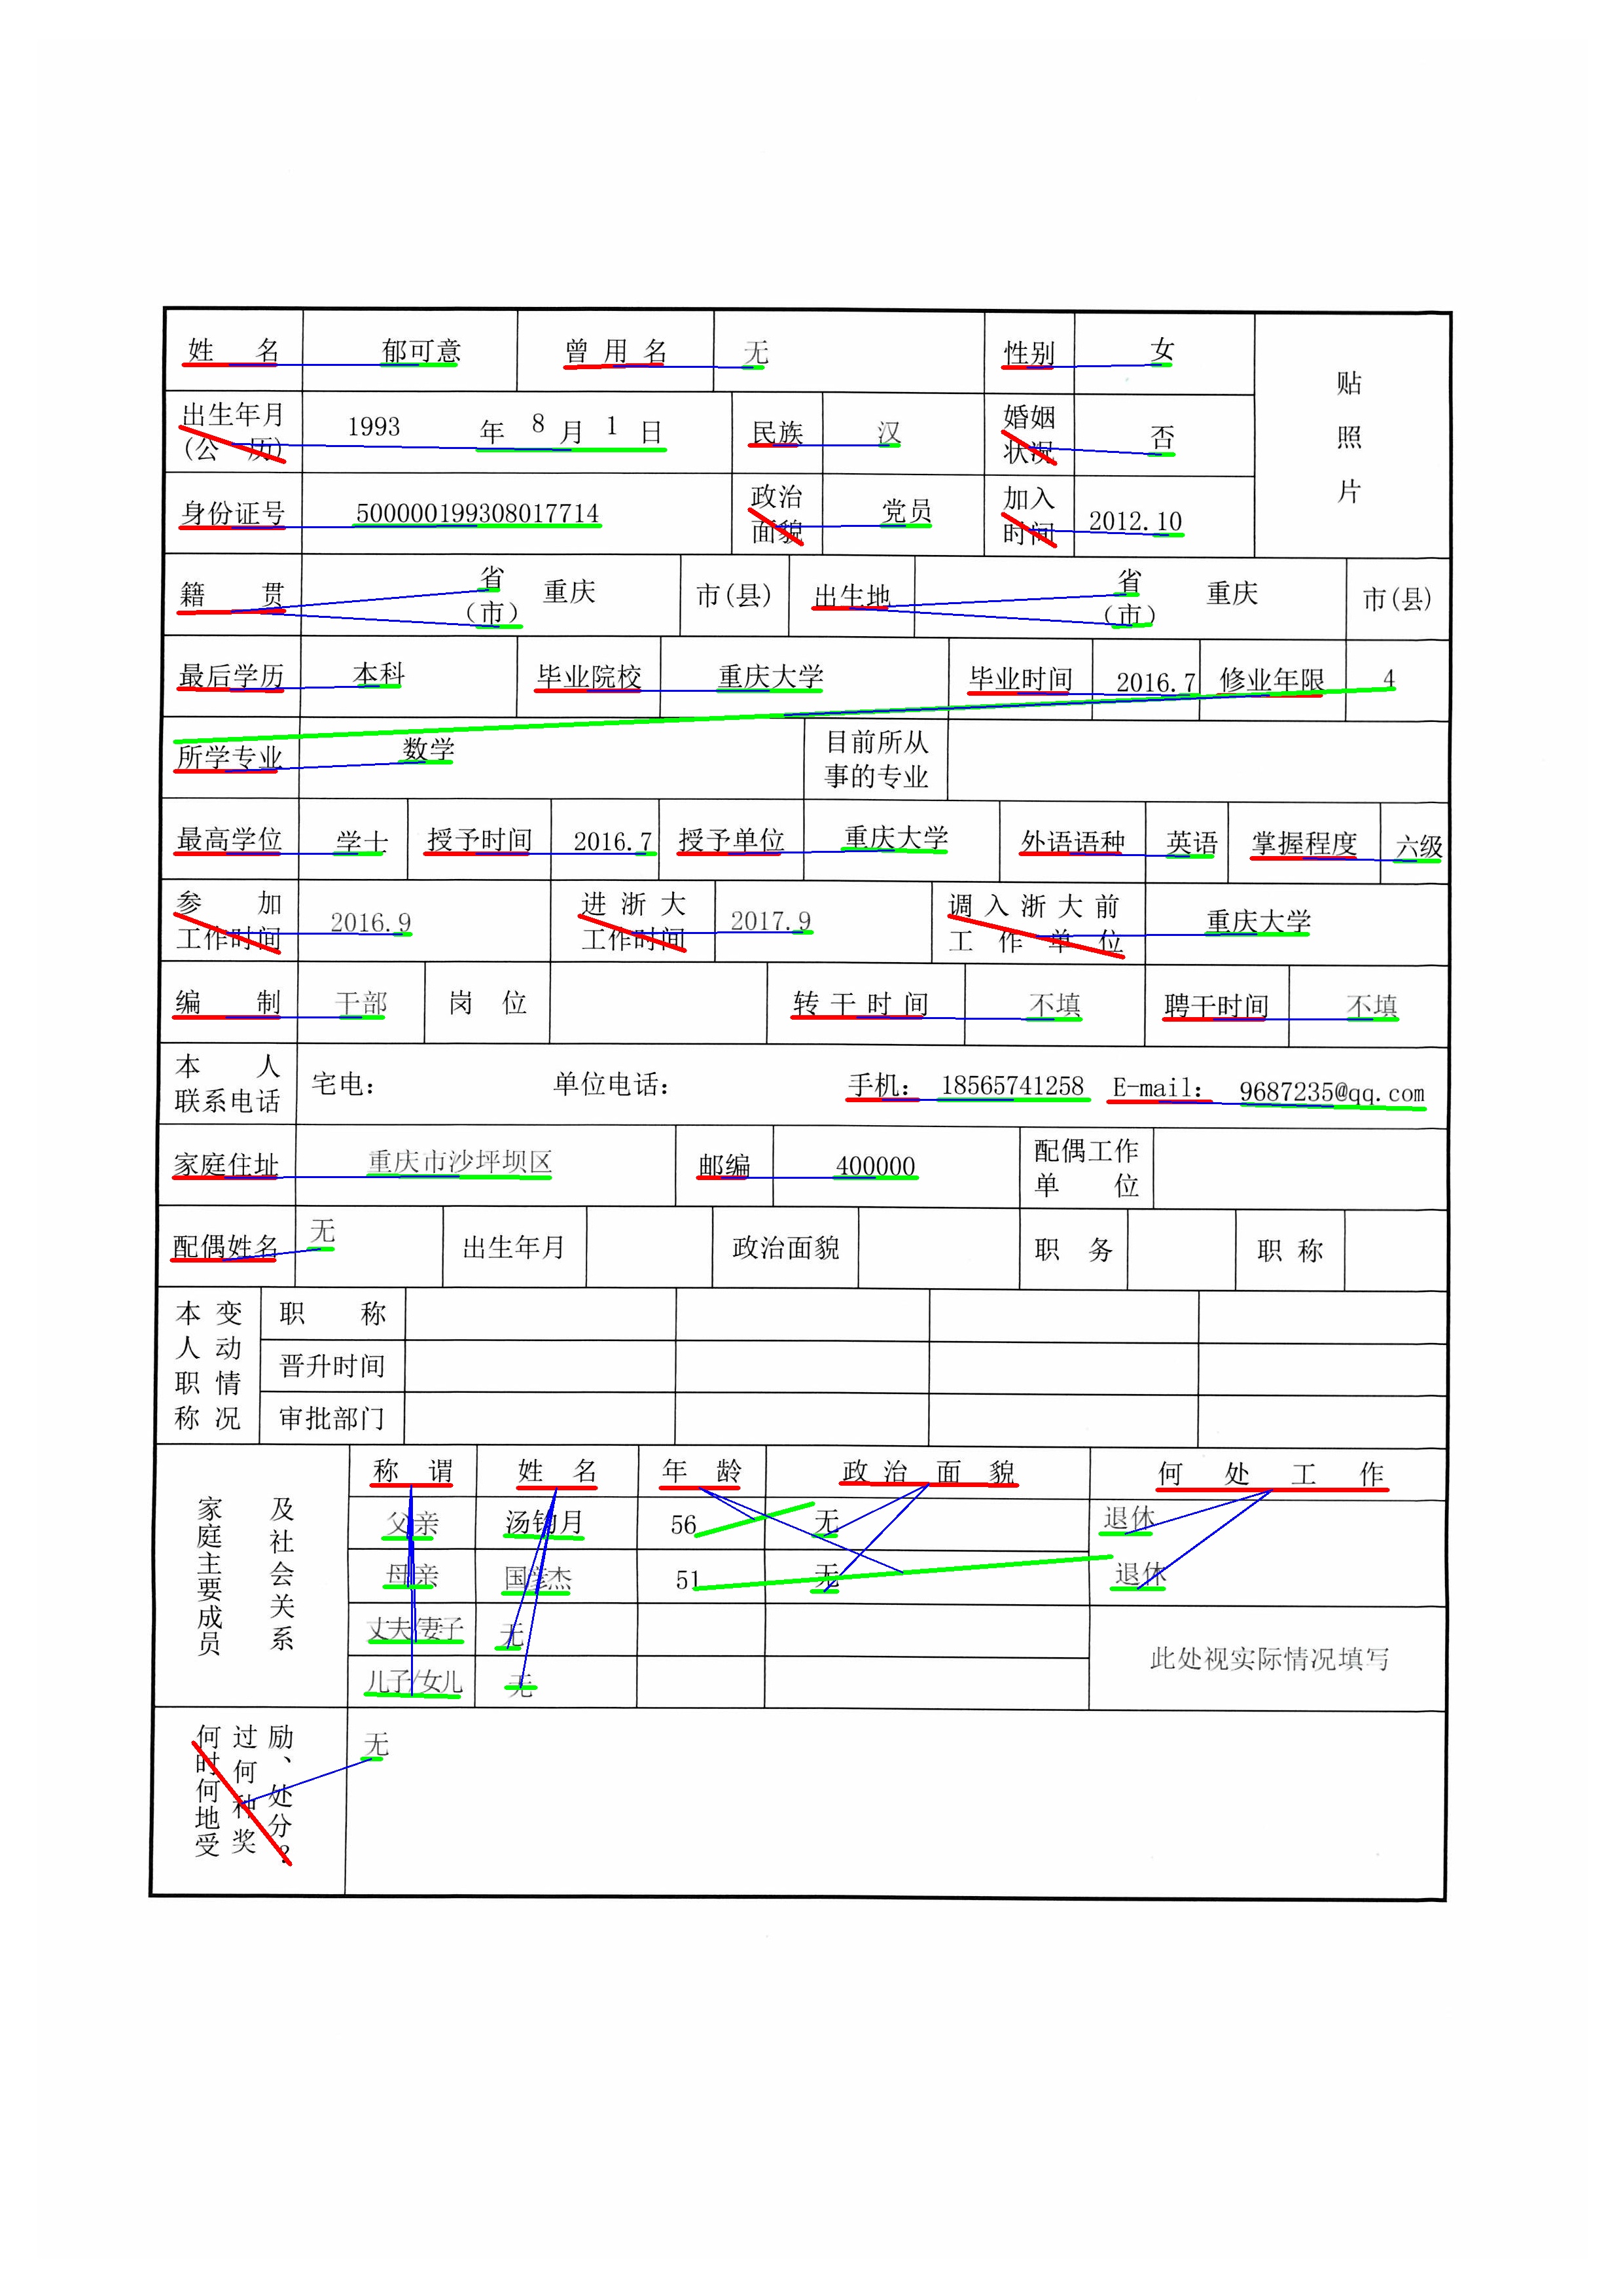 姓 名 郁可意 曾用名 无 性别 女
贴照片
出生年月(公 历) 1993 年 8 月 1 日 民族 汉 婚姻状况 否
身份证号 500000199308017714 政治面貌 党员 加入时间 2012.10
籍 贯 省(市) 重庆 市(县) 出生地 省(市) 重庆 市(县)
最后学历 本科 毕业院校 重庆大学 毕业时间 2016.7 修业年限 4
所学专业 数学 目前所从事的专业
最高学位 学士 授予时间 2016.7 授予单位 重庆大学 外语语种 英语 掌握程度 六级
参 加工作时间 2016.9 进浙大工作时间 2017.9 调入浙大前工作单位 重庆大学
编 制 干部 岗 位 转干时间 不填 聘干时间 不填
本 人联系电话 宅电: 单位电话: 手机: 18565741258 E-mail: 9687235@qq.com
家庭住址 重庆市沙坪坝区 邮编 400000 配偶工作单 位
配偶姓名 无 出生年月 政治面貌 职 务 职 称
本人职称变动情况
职 称
晋升时间
审批部门
家庭主要成员及社会关系
称 谓 姓 名 年 龄 政治面貌 何处工作
父亲 汤钧月 56 无 退休
母亲 国 杰 51 无 退休
丈夫/妻子 无
儿子/女儿 无
此处视实际情况填写
何时何地受过何种奖励、处分? 无